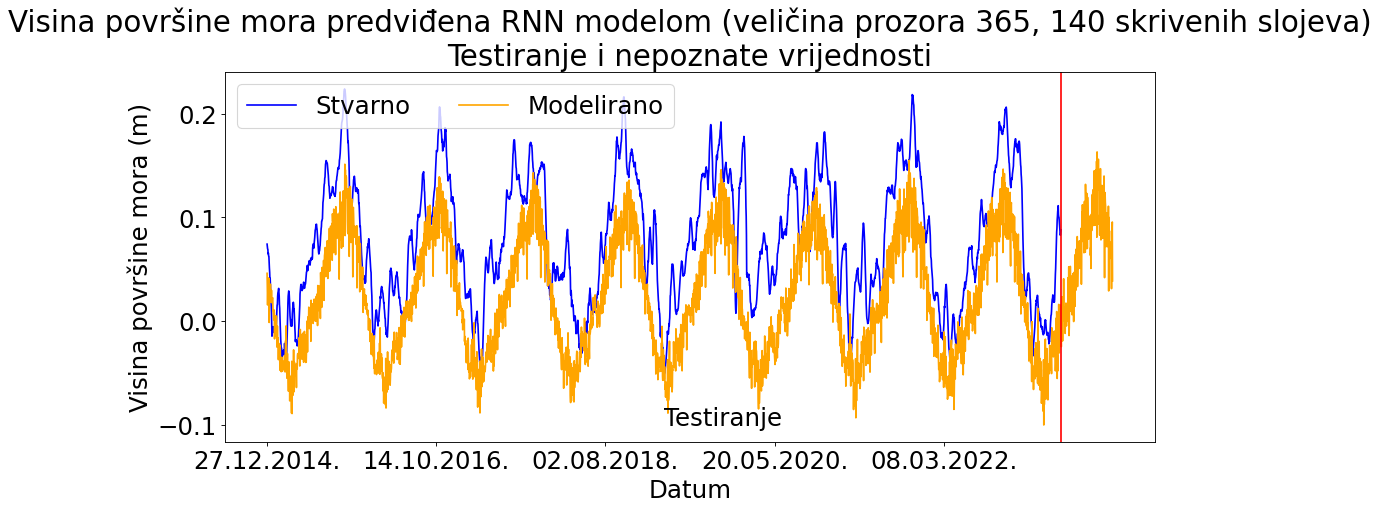 Visina površine mora predviđena RNN modelom (veličina prozora 365, 140 skrivenih slojeva)
Testiranje i nepoznate vrijednosti
Stvarno Modelirano
Visina površine mora (m)
0.2
0.1
0.0
−0.1
Testiranje
27.12.2014. 14.10.2016. 02.08.2018. 20.05.2020. 08.03.2022.
Datum